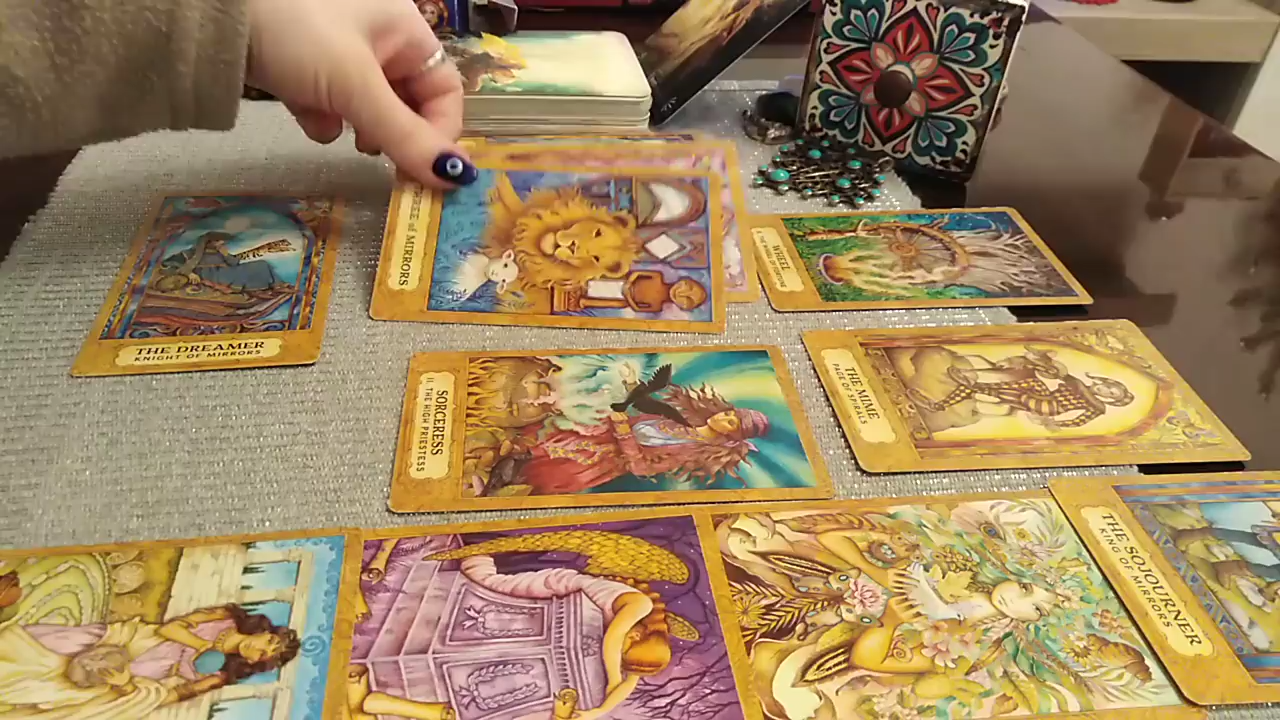 THE DREAMER
KNIGHT OF MIRRORS
THREE of MIRRORS
WHEEL
SORCERESS
II. THE HIGH PRIESTESS
THE MIME
PAGE OF SPIRALS
THE SOJOURNER
KING OF MIRRORS